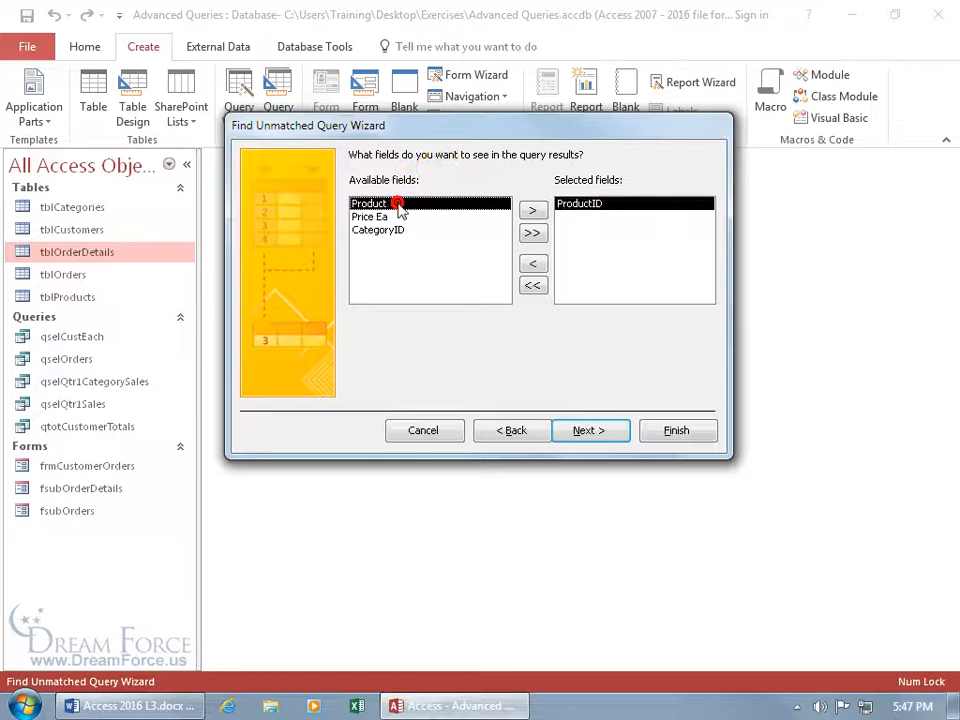 Advanced Queries : Database- C:\Users\Training\Desktop\Exercises\Advanced Queries.accdb (Access 2007 - 2016 file for... Sign in
File Home Create External Data Database Tools Tell me what you want to do
Application Parts
Table
Table Design
SharePoint Lists
Query
Query
Form
Form
Blank
Form Wizard
Navigation
Report
Report
Blank
Report Wizard
Macro
Module
Class Module
Visual Basic
Templates
Tables
Macros & Code
All Access Obje...
Tables
tblCategories
tblCustomers
tblOrderDetails
tblOrders
tblProducts
Queries
qselCustEach
qselOrders
qselQtr1CategorySales
qselQtr1Sales
qtotCustomerTotals
Forms
frmCustomerOrders
fsubOrderDetails
fsubOrders
Find Unmatched Query Wizard
What fields do you want to see in the query results?
Available fields:
Product
Price Ea
CategoryID
>
>>
<
<<
Selected fields:
ProductID
1
2
3
4
3
Cancel < Back Next > Finish
DREAM FORCE
www.DreamForce.us
Find Unmatched Query Wizard Num Lock
Access 2016 L3.docx ... Access - Advanced ... 5:47 PM